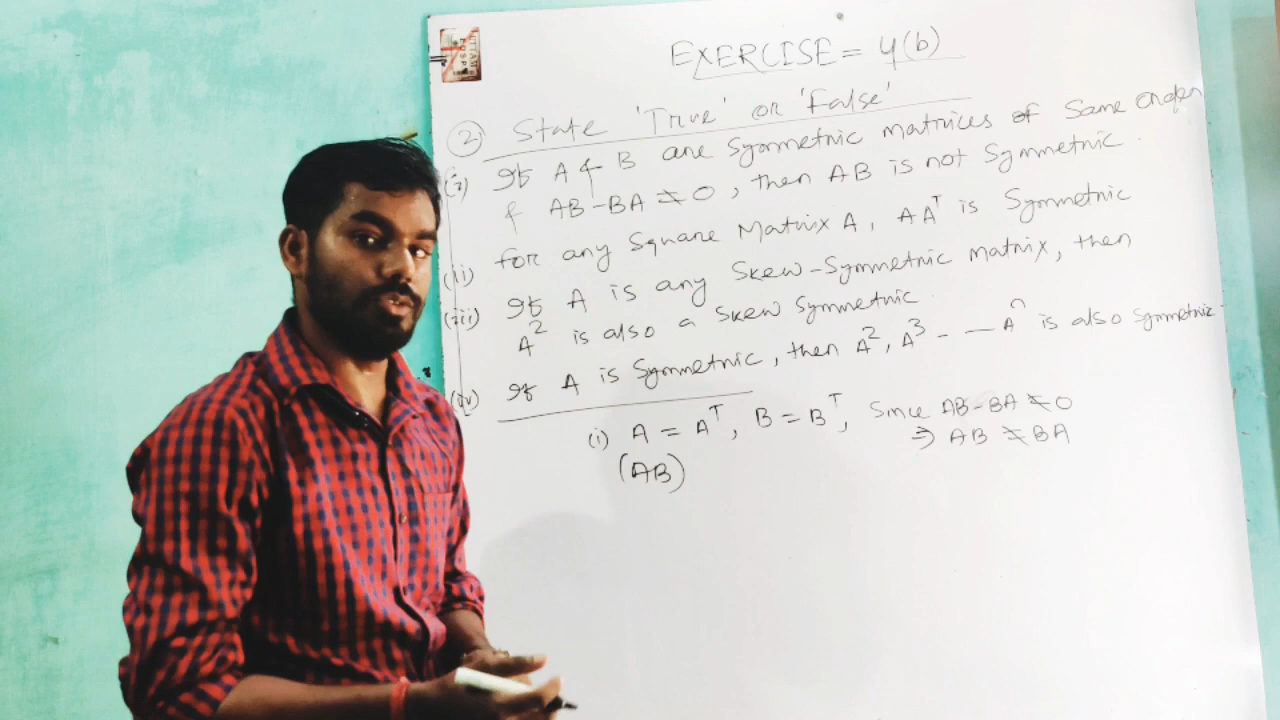 EXERCISE = 4(b)
(2) State 'True' or 'False'
(i) If A & B are symmetric matrices of Same order
& AB-BA ≠ 0, then AB is not Symmetric.
(ii) for any Square Matrix A, AAᵀ is Symmetric
(iii) If A is any Skew-Symmetric matrix, then
A² is also a Skew Symmetric.
(iv) If A is Symmetric, then A², A³ - - — Aⁿ is also symmetric.
(i) A = Aᵀ, B = Bᵀ, Since AB-BA ≠ 0
⇒ AB ≠ BA
(AB)